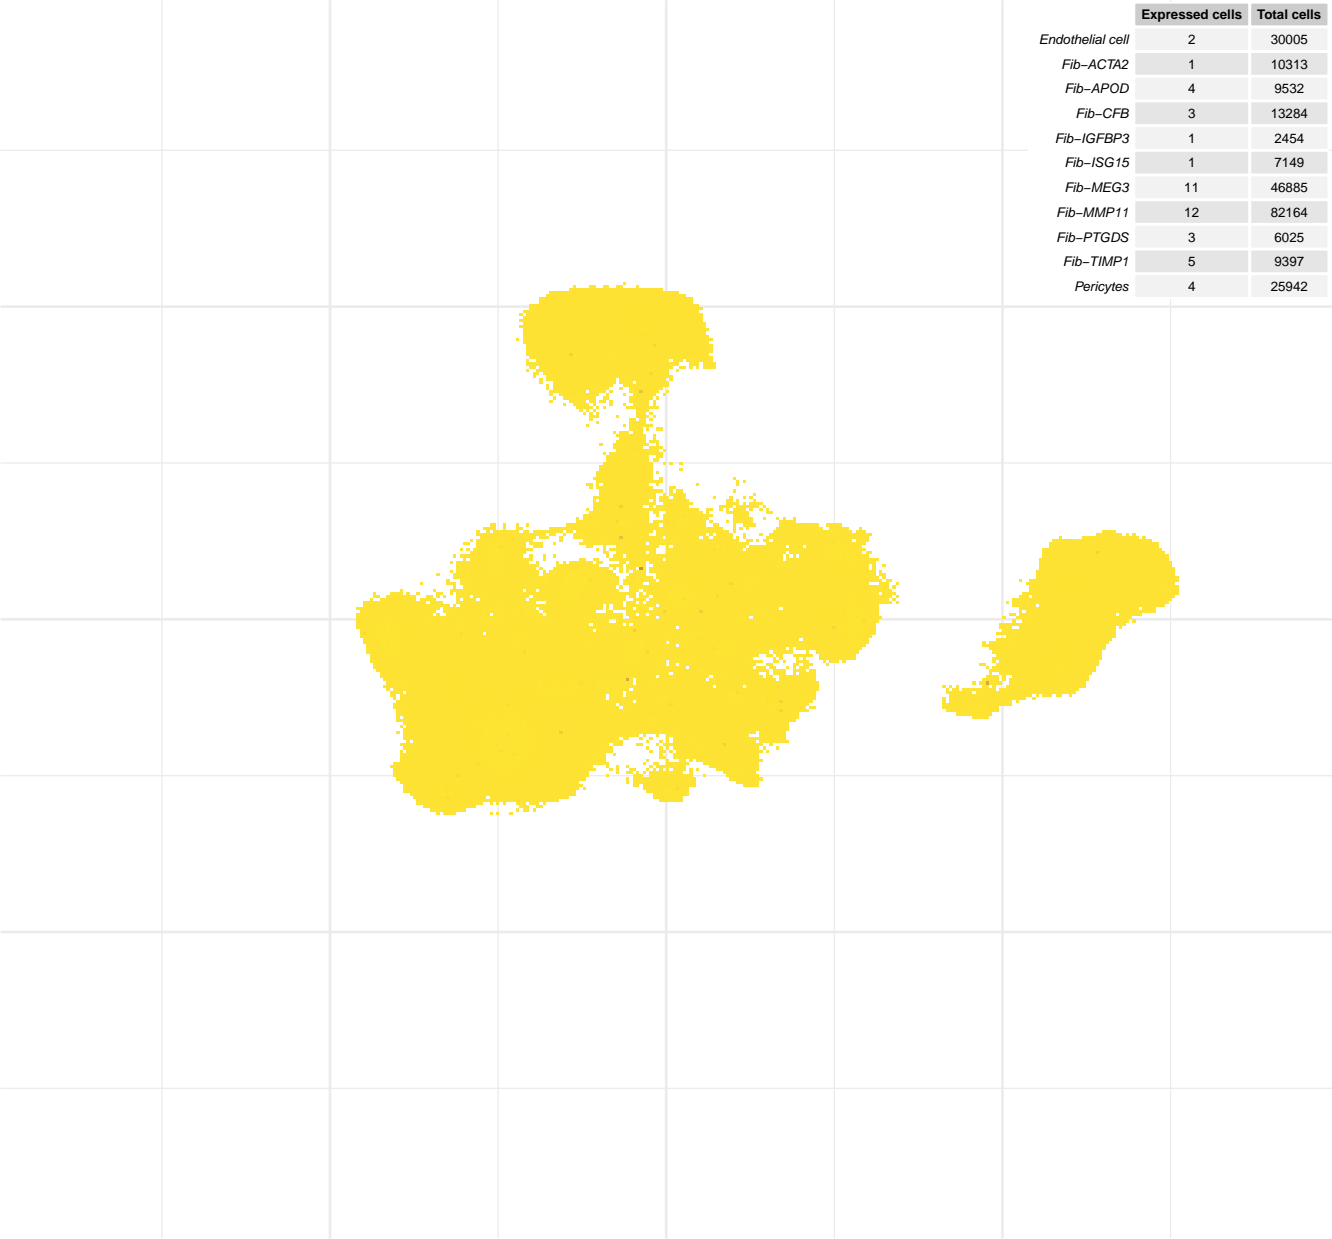 Expressed cells Total cells
Endothelial cell 2 30005
Fib−ACTA2 1 10313
Fib−APOD 4 9532
Fib−CFB 3 13284
Fib−IGFBP3 1 2454
Fib−ISG15 1 7149
Fib−MEG3 11 46885
Fib−MMP11 12 82164
Fib−PTGDS 3 6025
Fib−TIMP1 5 9397
Pericytes 4 25942